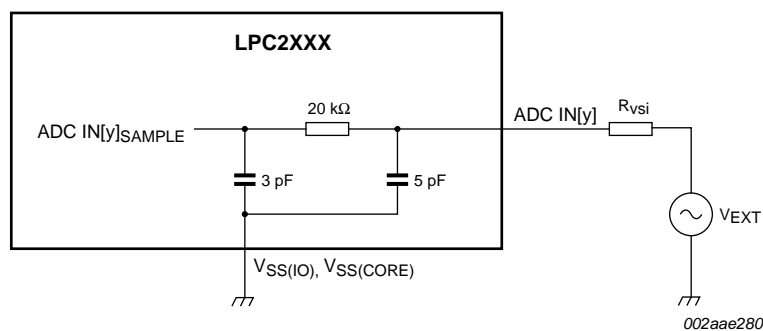 LPC2XXX
20 kΩ
ADC IN[y]
Rvsi
ADC IN[y]SAMPLE
3 pF
5 pF
VEXT
VSS(IO), VSS(CORE)
002aae280